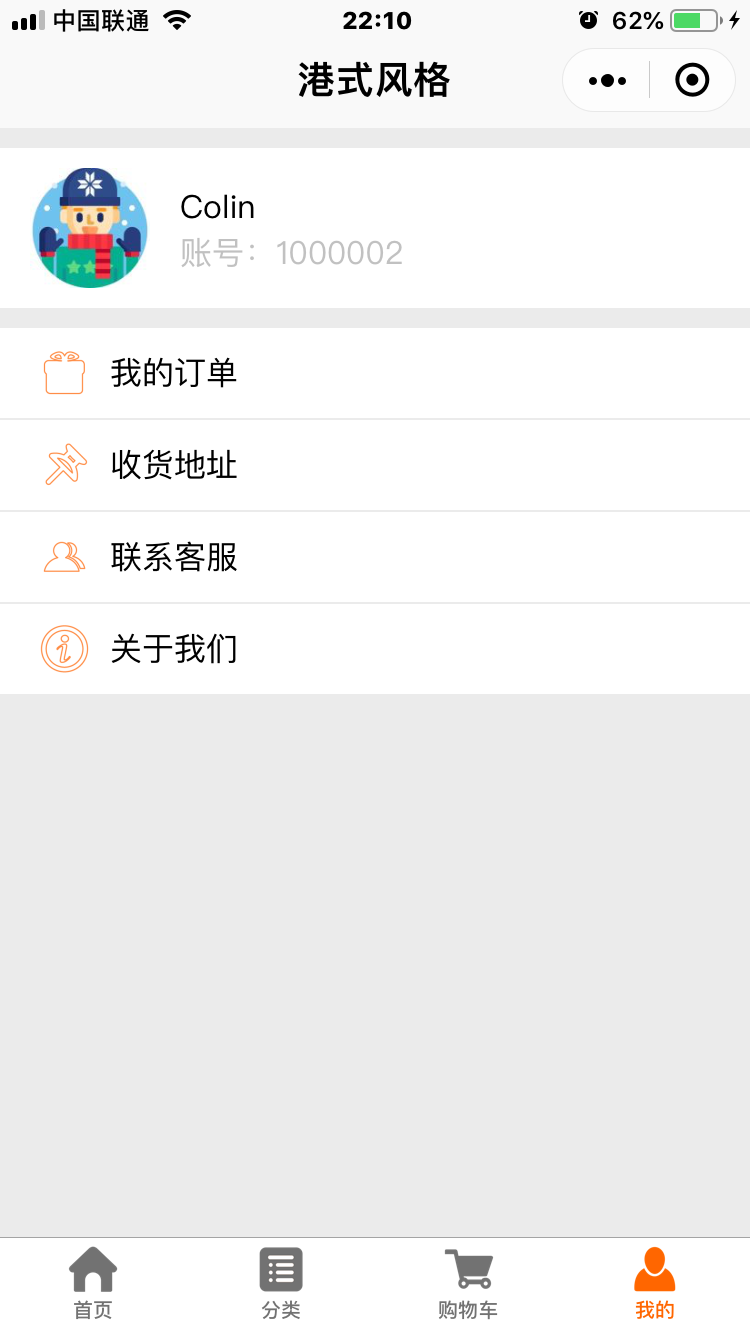 中国联通 22:10 62%
港式风格
Colin
账号：1000002
我的订单
收货地址
联系客服
关于我们
首页 分类 购物车 我的